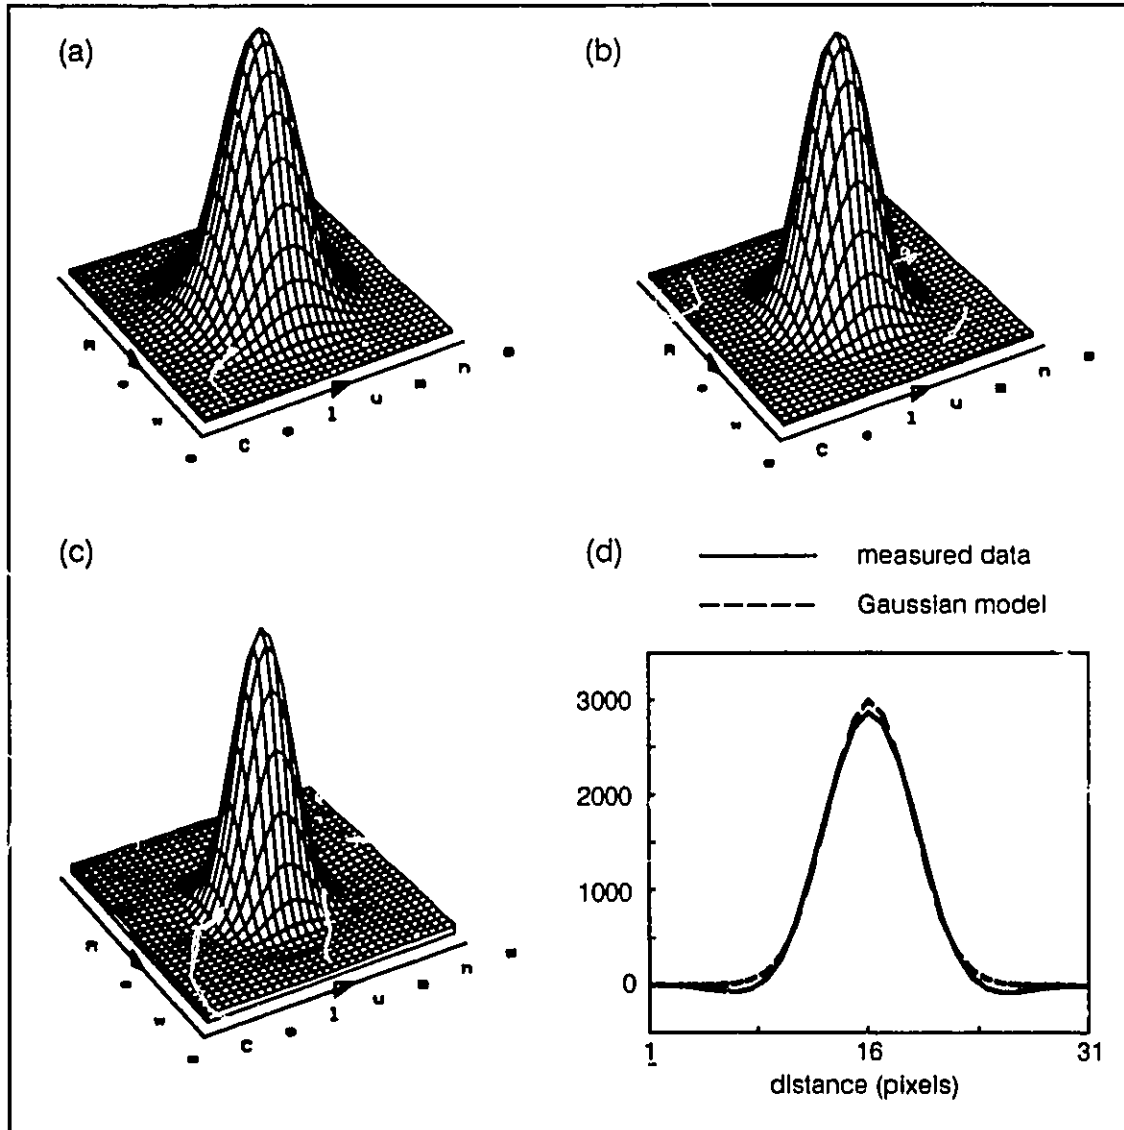 (a)
(b)
C o l u m n s
C o l u m n s
(c)
C o l u m n s
(d)
measured data
Gaussian model
3000
2000
1000
0
1
16
31
distance (pixels)